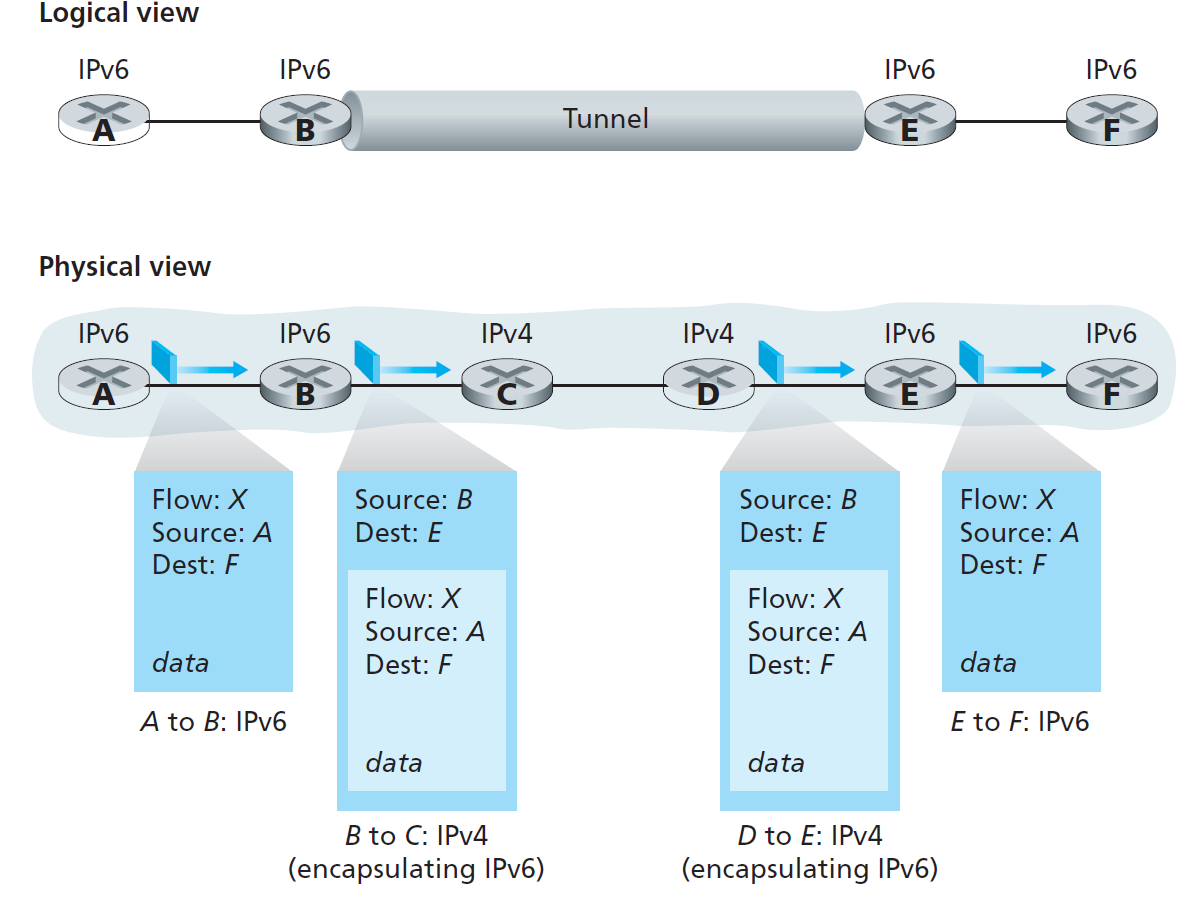 Logical view
IPv6
IPv6
IPv6
IPv6
A
B
Tunnel
E
F
Physical view
IPv6
IPv6
IPv4
IPv4
IPv6
IPv6
A
B
C
D
E
F
Flow: X
Source: A
Dest: F
data
A to B: IPv6
Source: B
Dest: E
Flow: X
Source: A
Dest: F
data
B to C: IPv4
(encapsulating IPv6)
Source: B
Dest: E
Flow: X
Source: A
Dest: F
data
D to E: IPv4
(encapsulating IPv6)
Flow: X
Source: A
Dest: F
data
E to F: IPv6